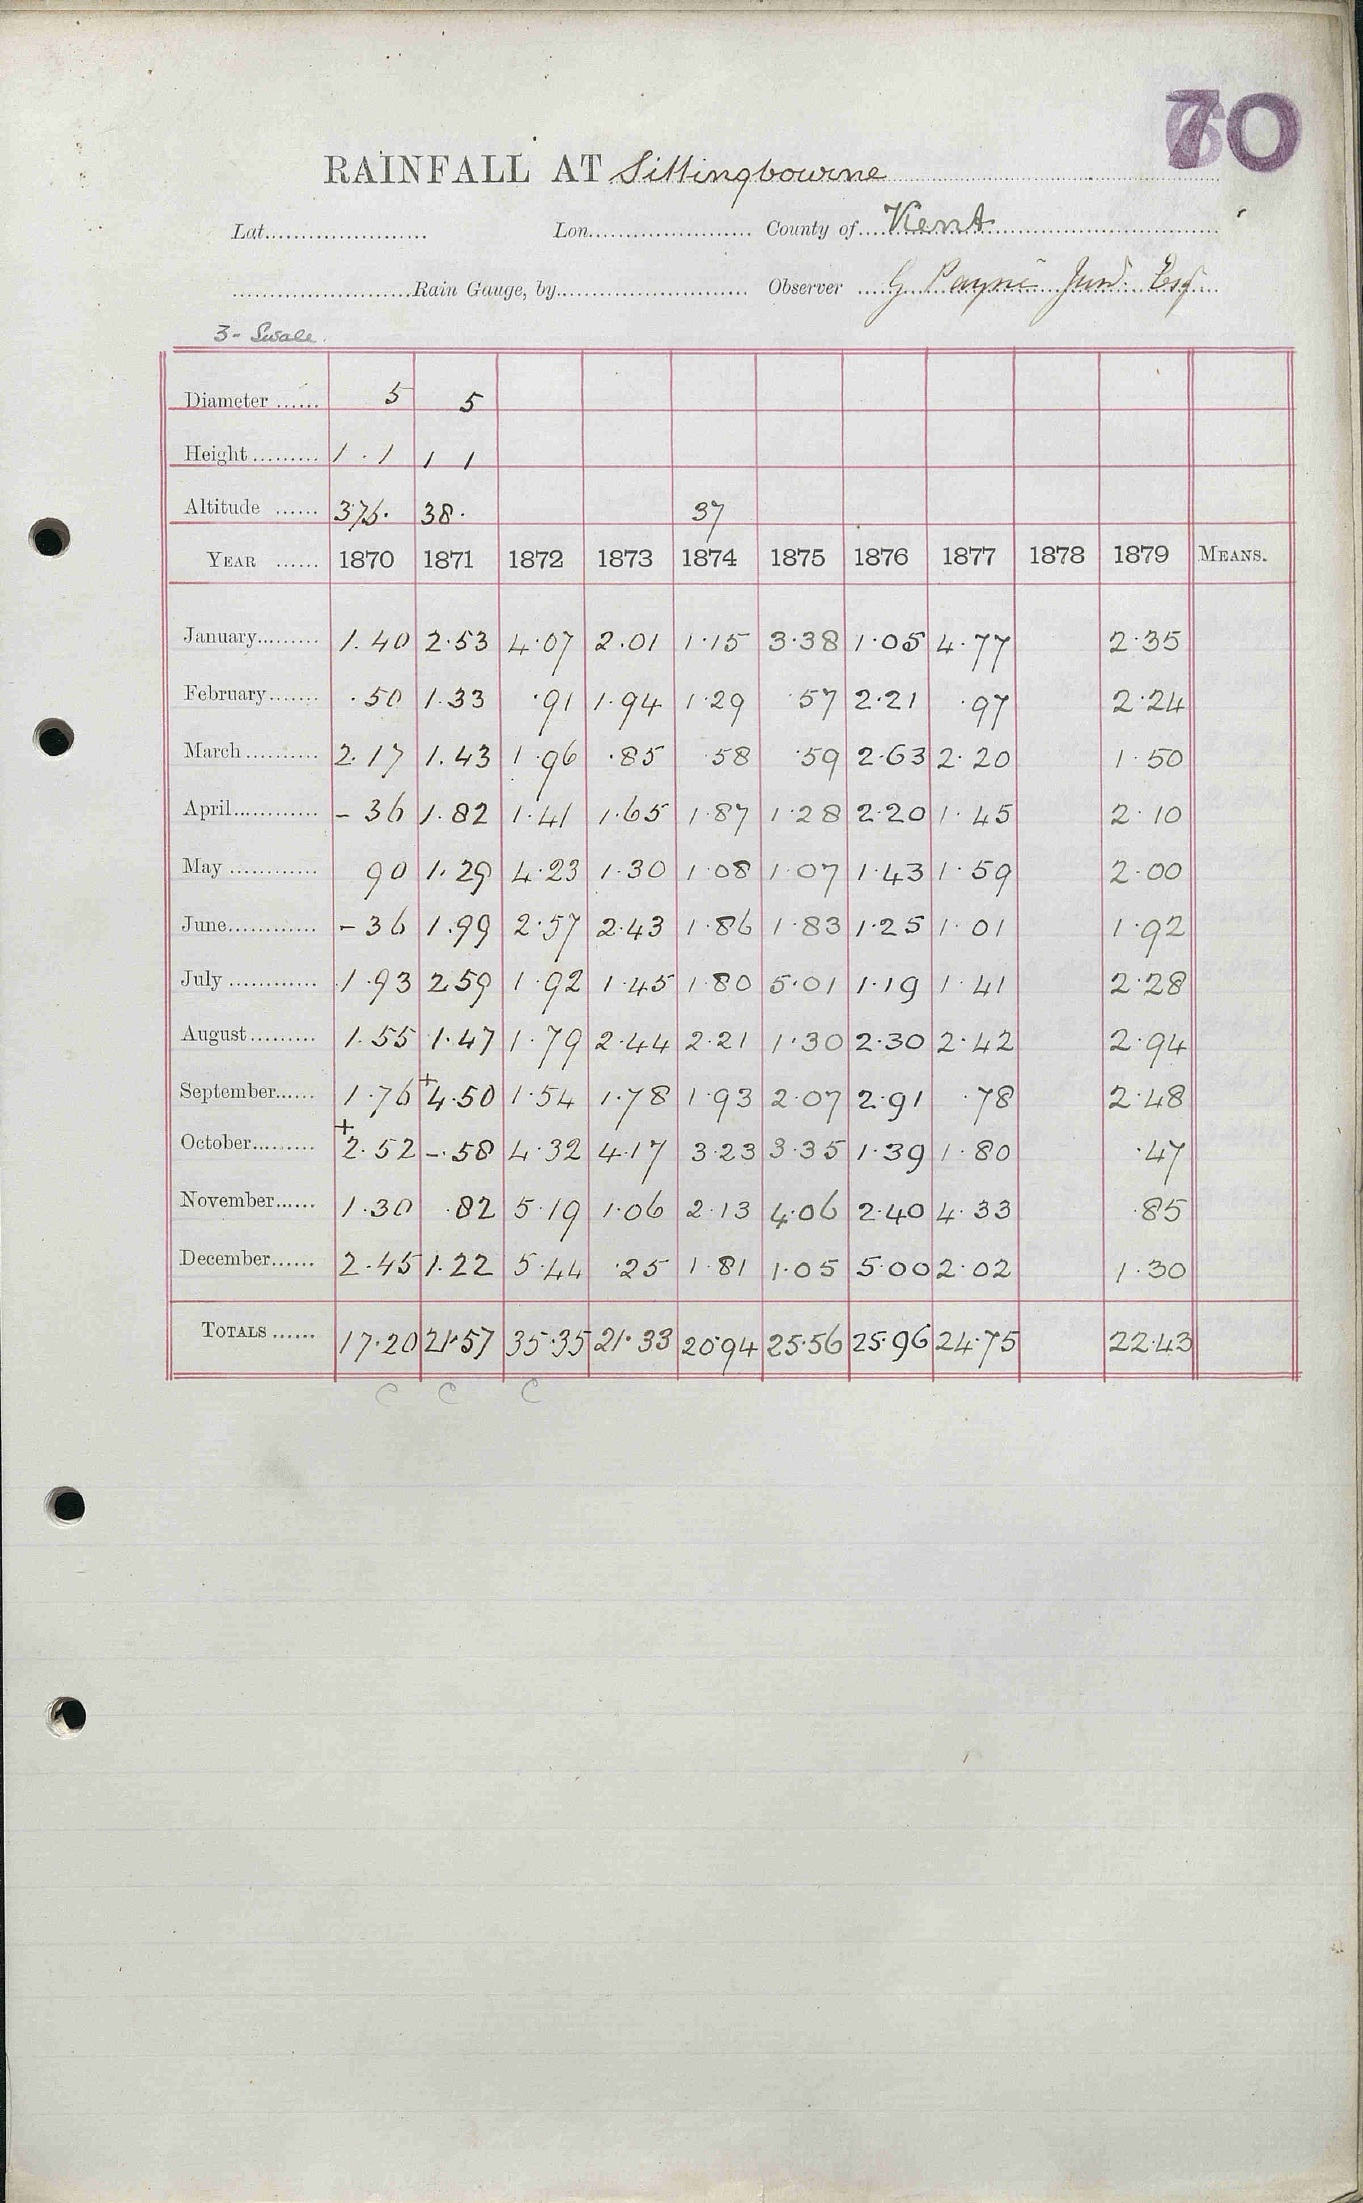 70
RAINFALL AT Sittingbourne
Lat...................... Lon...................... County of.... Kent
........................Rain Gauge, by.......................... Observer .... G Payne Junr. Esq
3 - Swale.
Diameter ...... 5 5
Height......... 1 . 1 1 1
Altitude ...... 38. 37
YEAR ...... 1870 1871 1872 1873 1874 1875 1876 1877 1878 1879 MEANS.
January......... 1.40 2.53 4.07 2.01 1.15 3.38 1.05 4.77 2.35
February....... .50 1.33 .91 1.94 1.29 .57 2.21 .97 2.24
March.......... 2.17 1.43 1.96 .85 .58 .59 2.63 2.20 1.50
April............ - 36 1.82 1.41 1.65 1.87 1.28 2.20 1.45 2.10
May ............ 90 1.29 4.23 1.30 1.08 1.07 1.43 1.59 2.00
June............ - 36 1.99 2.57 2.43 1.86 1.83 1.25 1.01 1.92
July ............ 1.93 2.59 1.92 1.45 1.80 5.01 1.19 1.41 2.28
August......... 1.55 1.47 1.79 2.44 2.21 1.30 2.30 2.42 2.94
September...... 1.76 +4.50 1.54 1.78 1.93 2.07 2.91 .78 2.48
October......... +2.52 -.58 4.32 4.17 3.23 3.35 1.39 1.80 .47
November...... 1.30 .82 5.19 1.06 2.13 4.06 2.40 4.33 .85
December...... 2.45 1.22 5.44 .25 1.81 1.05 5.00 2.02 1.30
TOTALS ...... 17.20 21.57 35.35 21.33 20.94 25.56 25.96 24.75 22.43
C C C